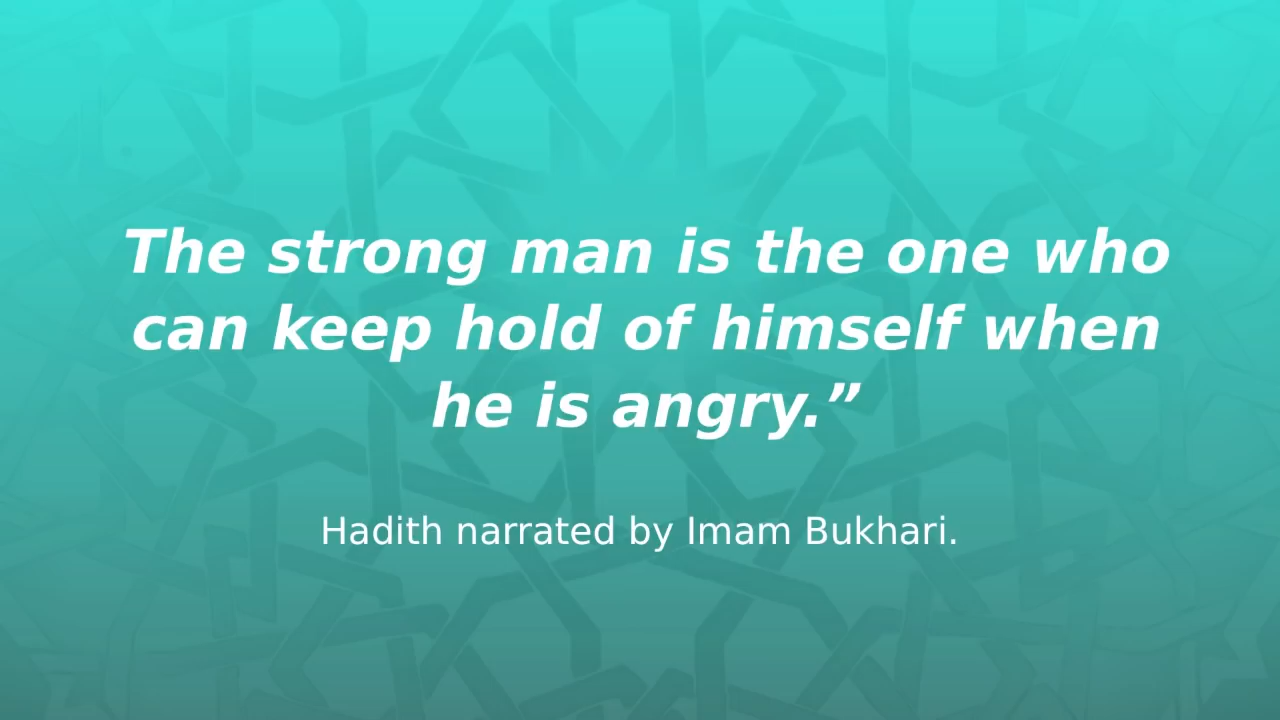 The strong man is the one who
can keep hold of himself when
he is angry.”
Hadith narrated by Imam Bukhari.